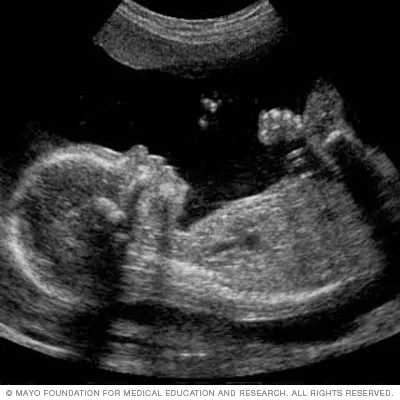 © MAYO FOUNDATION FOR MEDICAL EDUCATION AND RESEARCH. ALL RIGHTS RESERVED.